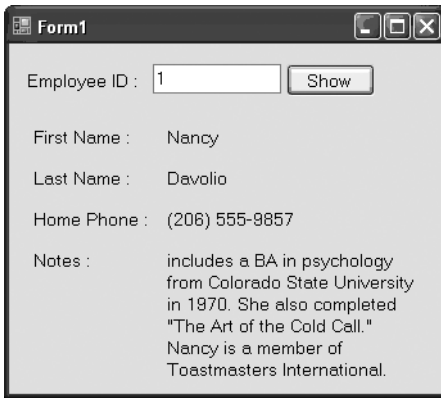 Form1
Employee ID : 1 Show
First Name : Nancy
Last Name : Davolio
Home Phone : (206) 555-9857
Notes : includes a BA in psychology
from Colorado State University
in 1970. She also completed
"The Art of the Cold Call."
Nancy is a member of
Toastmasters International.